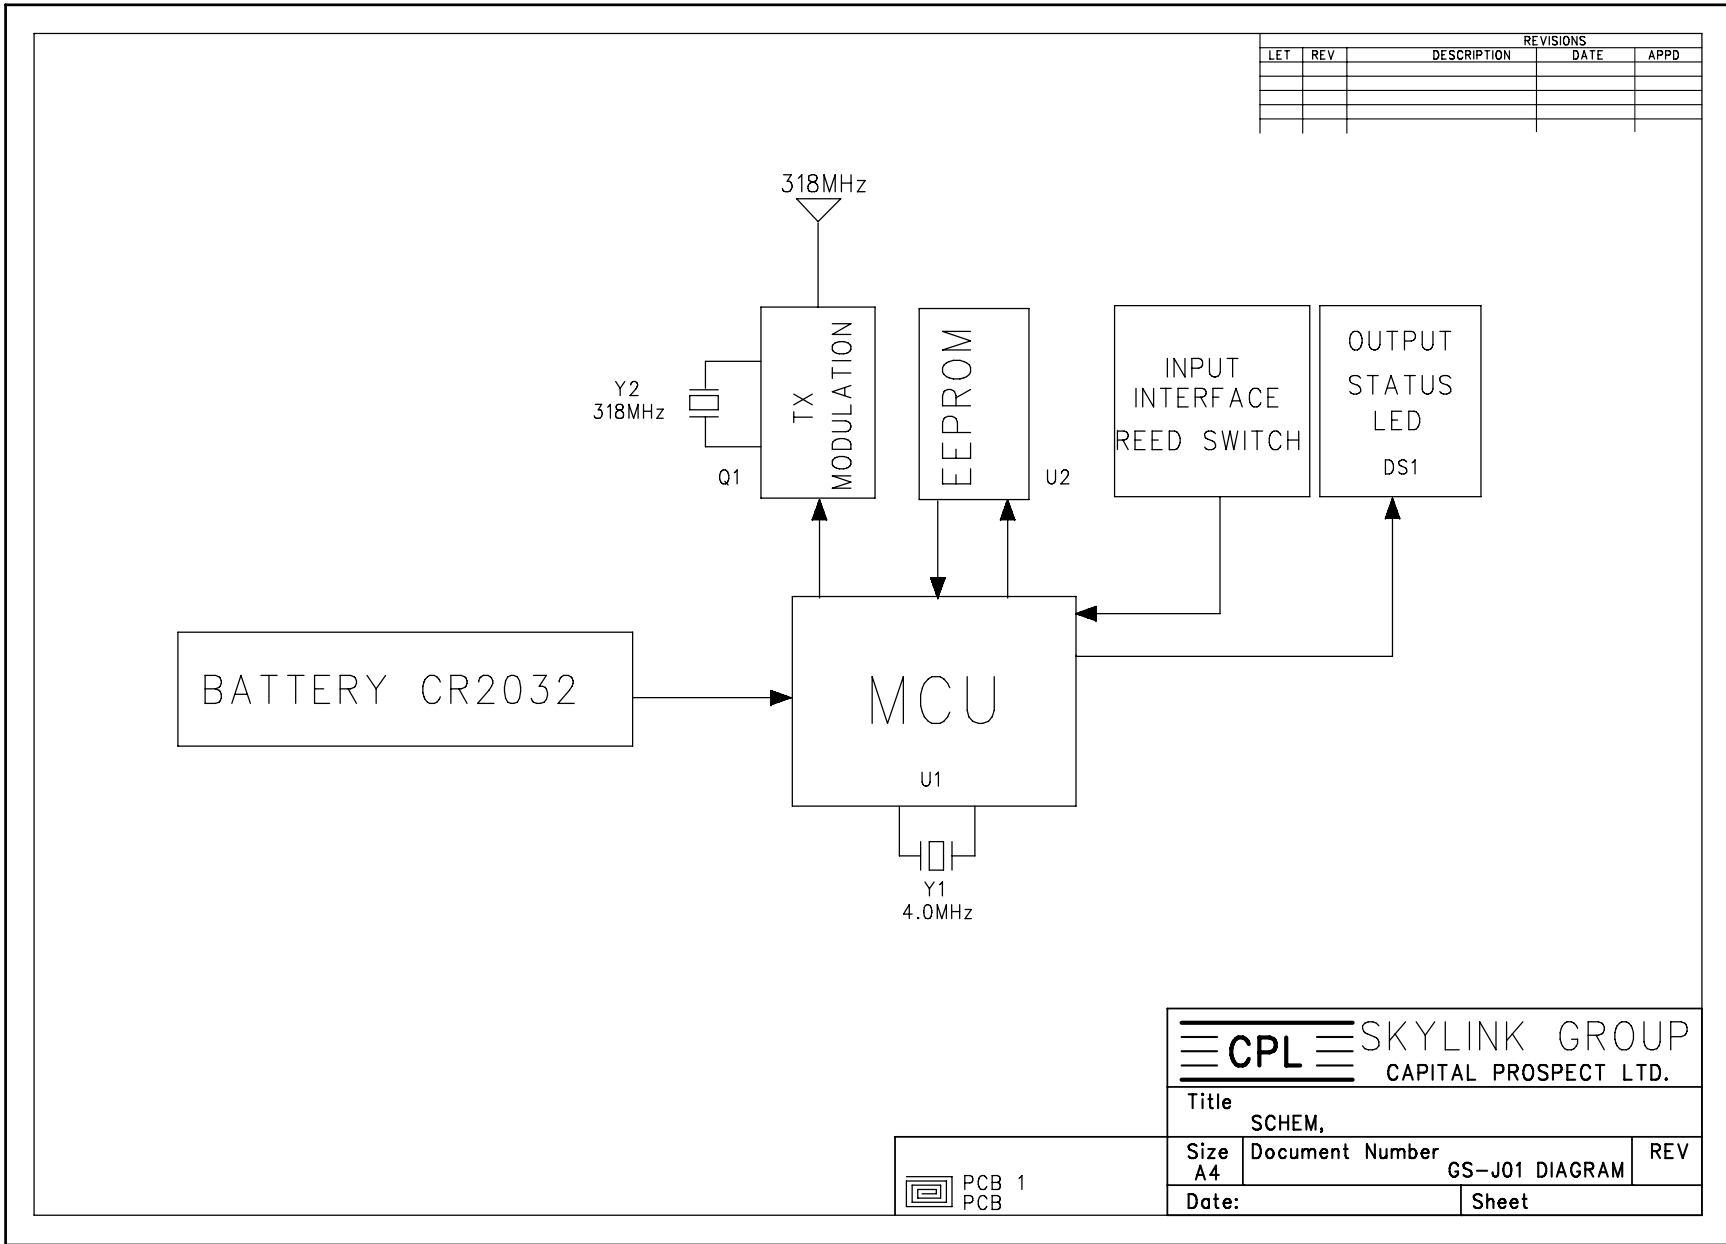 REVISIONS
LET REV DESCRIPTION DATE APPD
318MHz
TX
MODULATION
Q1
Y2
318MHz
EEPROM
U2
INPUT
INTERFACE
REED SWITCH
OUTPUT
STATUS
LED
DS1
BATTERY CR2032
MCU
U1
Y1
4.0MHz
CPL
SKYLINK GROUP
CAPITAL PROSPECT LTD.
Title
SCHEM,
Size
A4
Document Number
GS-J01 DIAGRAM
REV
Date:
Sheet
PCB 1
PCB